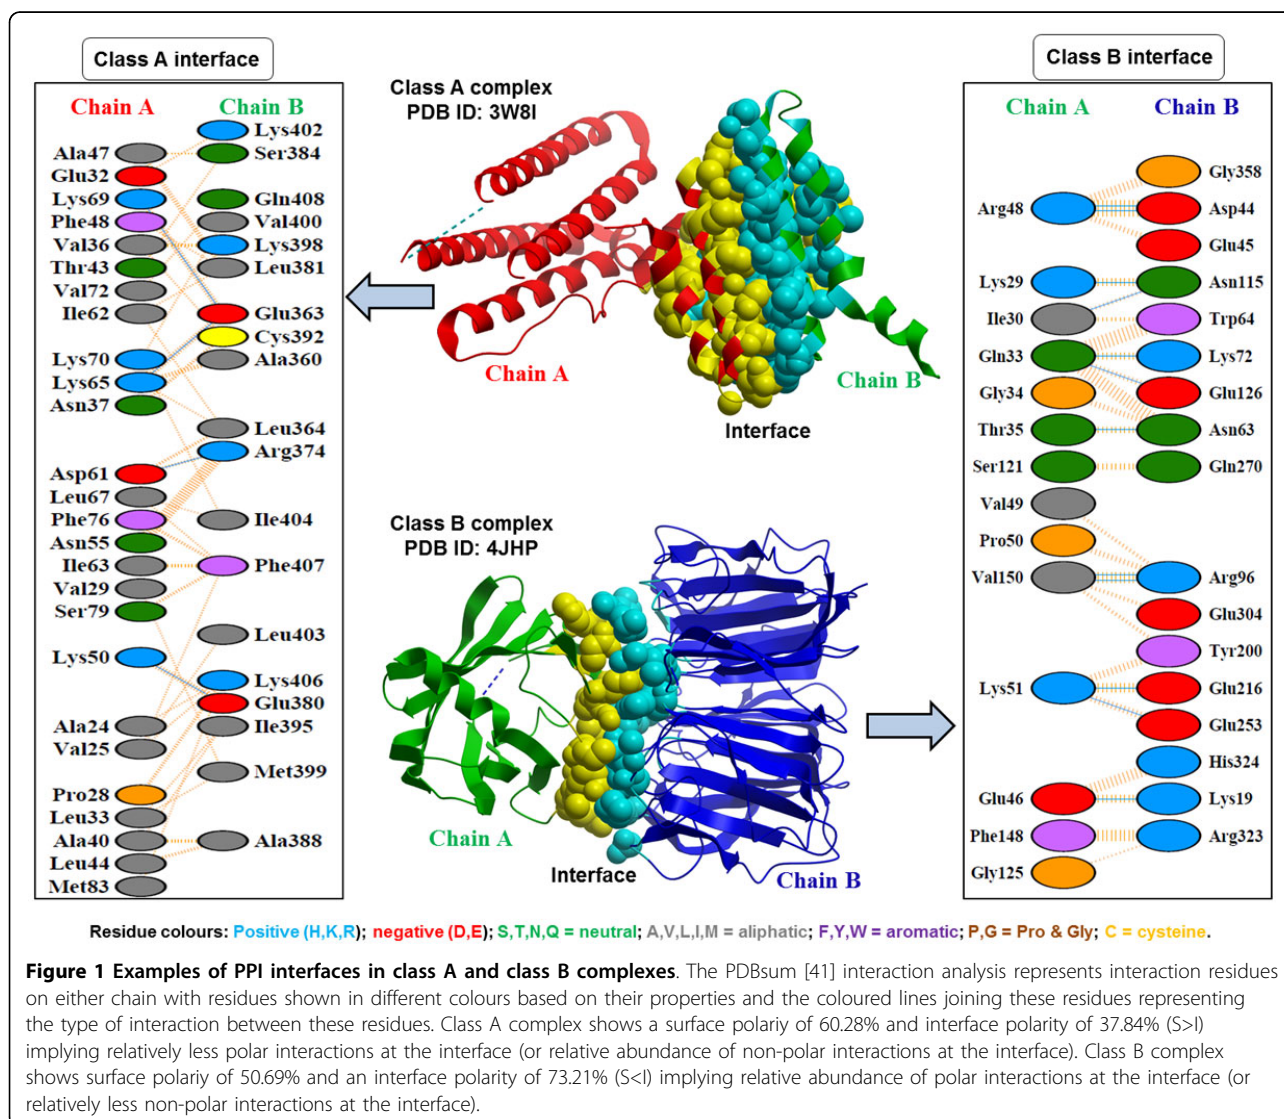 Class A interface
Chain A
Chain B
Lys402
Ala47
Ser384
Glu32
Lys69
Gln408
Phe48
Val400
Val36
Lys398
Thr43
Leu381
Val72
Ile62
Glu363
Cys392
Lys70
Ala360
Lys65
Asn37
Leu364
Arg374
Asp61
Leu67
Phe76
Ile404
Asn55
Ile63
Phe407
Val29
Ser79
Leu403
Lys50
Lys406
Glu380
Ala24
Ile395
Val25
Met399
Pro28
Leu33
Ala40
Ala388
Leu44
Met83
Class A complex
PDB ID: 3W8I
Chain A
Chain B
Interface
Class B complex
PDB ID: 4JHP
Chain A
Interface
Chain B
Class B interface
Chain A
Chain B
Gly358
Arg48
Asp44
Glu45
Lys29
Asn115
Ile30
Trp64
Gln33
Lys72
Gly34
Glu126
Thr35
Asn63
Ser121
Gln270
Val49
Pro50
Val150
Arg96
Glu304
Tyr200
Lys51
Glu216
Glu253
His324
Glu46
Lys19
Phe148
Arg323
Gly125
Residue colours: Positive (H,K,R); negative (D,E); S,T,N,Q = neutral; A,V,L,I,M = aliphatic; F,Y,W = aromatic; P,G = Pro & Gly; C = cysteine.
Figure 1 Examples of PPI interfaces in class A and class B complexes. The PDBsum [41] interaction analysis represents interaction residues
on either chain with residues shown in different colours based on their properties and the coloured lines joining these residues representing
the type of interaction between these residues. Class A complex shows a surface polariy of 60.28% and interface polarity of 37.84% (S>I)
implying relatively less polar interactions at the interface (or relative abundance of non-polar interactions at the interface). Class B complex
shows surface polariy of 50.69% and an interface polarity of 73.21% (S<I) implying relative abundance of polar interactions at the interface (or
relatively less non-polar interactions at the interface).